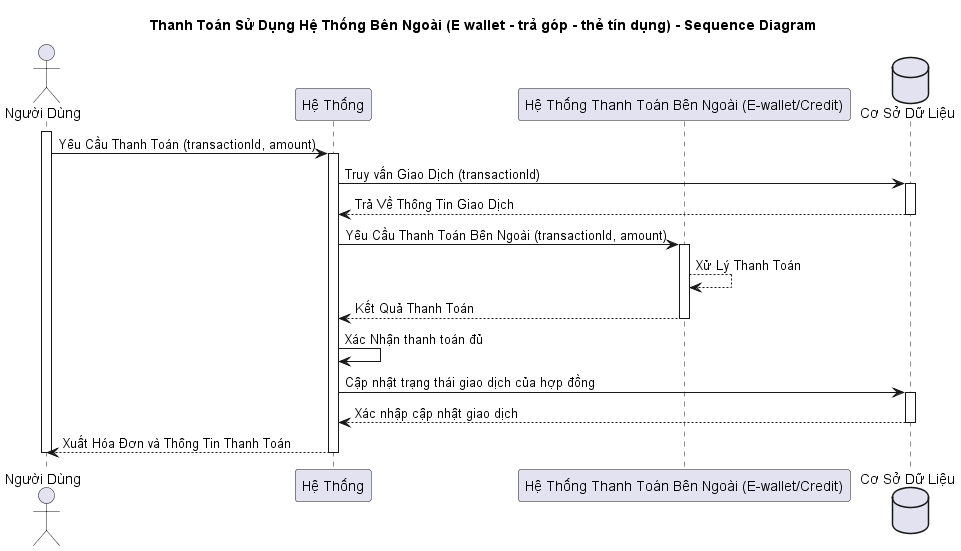 Thanh Toán Sử Dụng Hệ Thống Bên Ngoài (E wallet - trả góp - thẻ tín dụng) - Sequence Diagram
Người Dùng
Hệ Thống
Hệ Thống Thanh Toán Bên Ngoài (E-wallet/Credit)
Cơ Sở Dữ Liệu
Yêu Cầu Thanh Toán (transactionId, amount)
Truy vấn Giao Dịch (transactionId)
Trả Về Thông Tin Giao Dịch
Yêu Cầu Thanh Toán Bên Ngoài (transactionId, amount)
Xử Lý Thanh Toán
Kết Quả Thanh Toán
Xác Nhận thanh toán đủ
Cập nhật trạng thái giao dịch của hợp đồng
Xác nhập cập nhật giao dịch
Xuất Hóa Đơn và Thông Tin Thanh Toán
Người Dùng
Hệ Thống
Hệ Thống Thanh Toán Bên Ngoài (E-wallet/Credit)
Cơ Sở Dữ Liệu